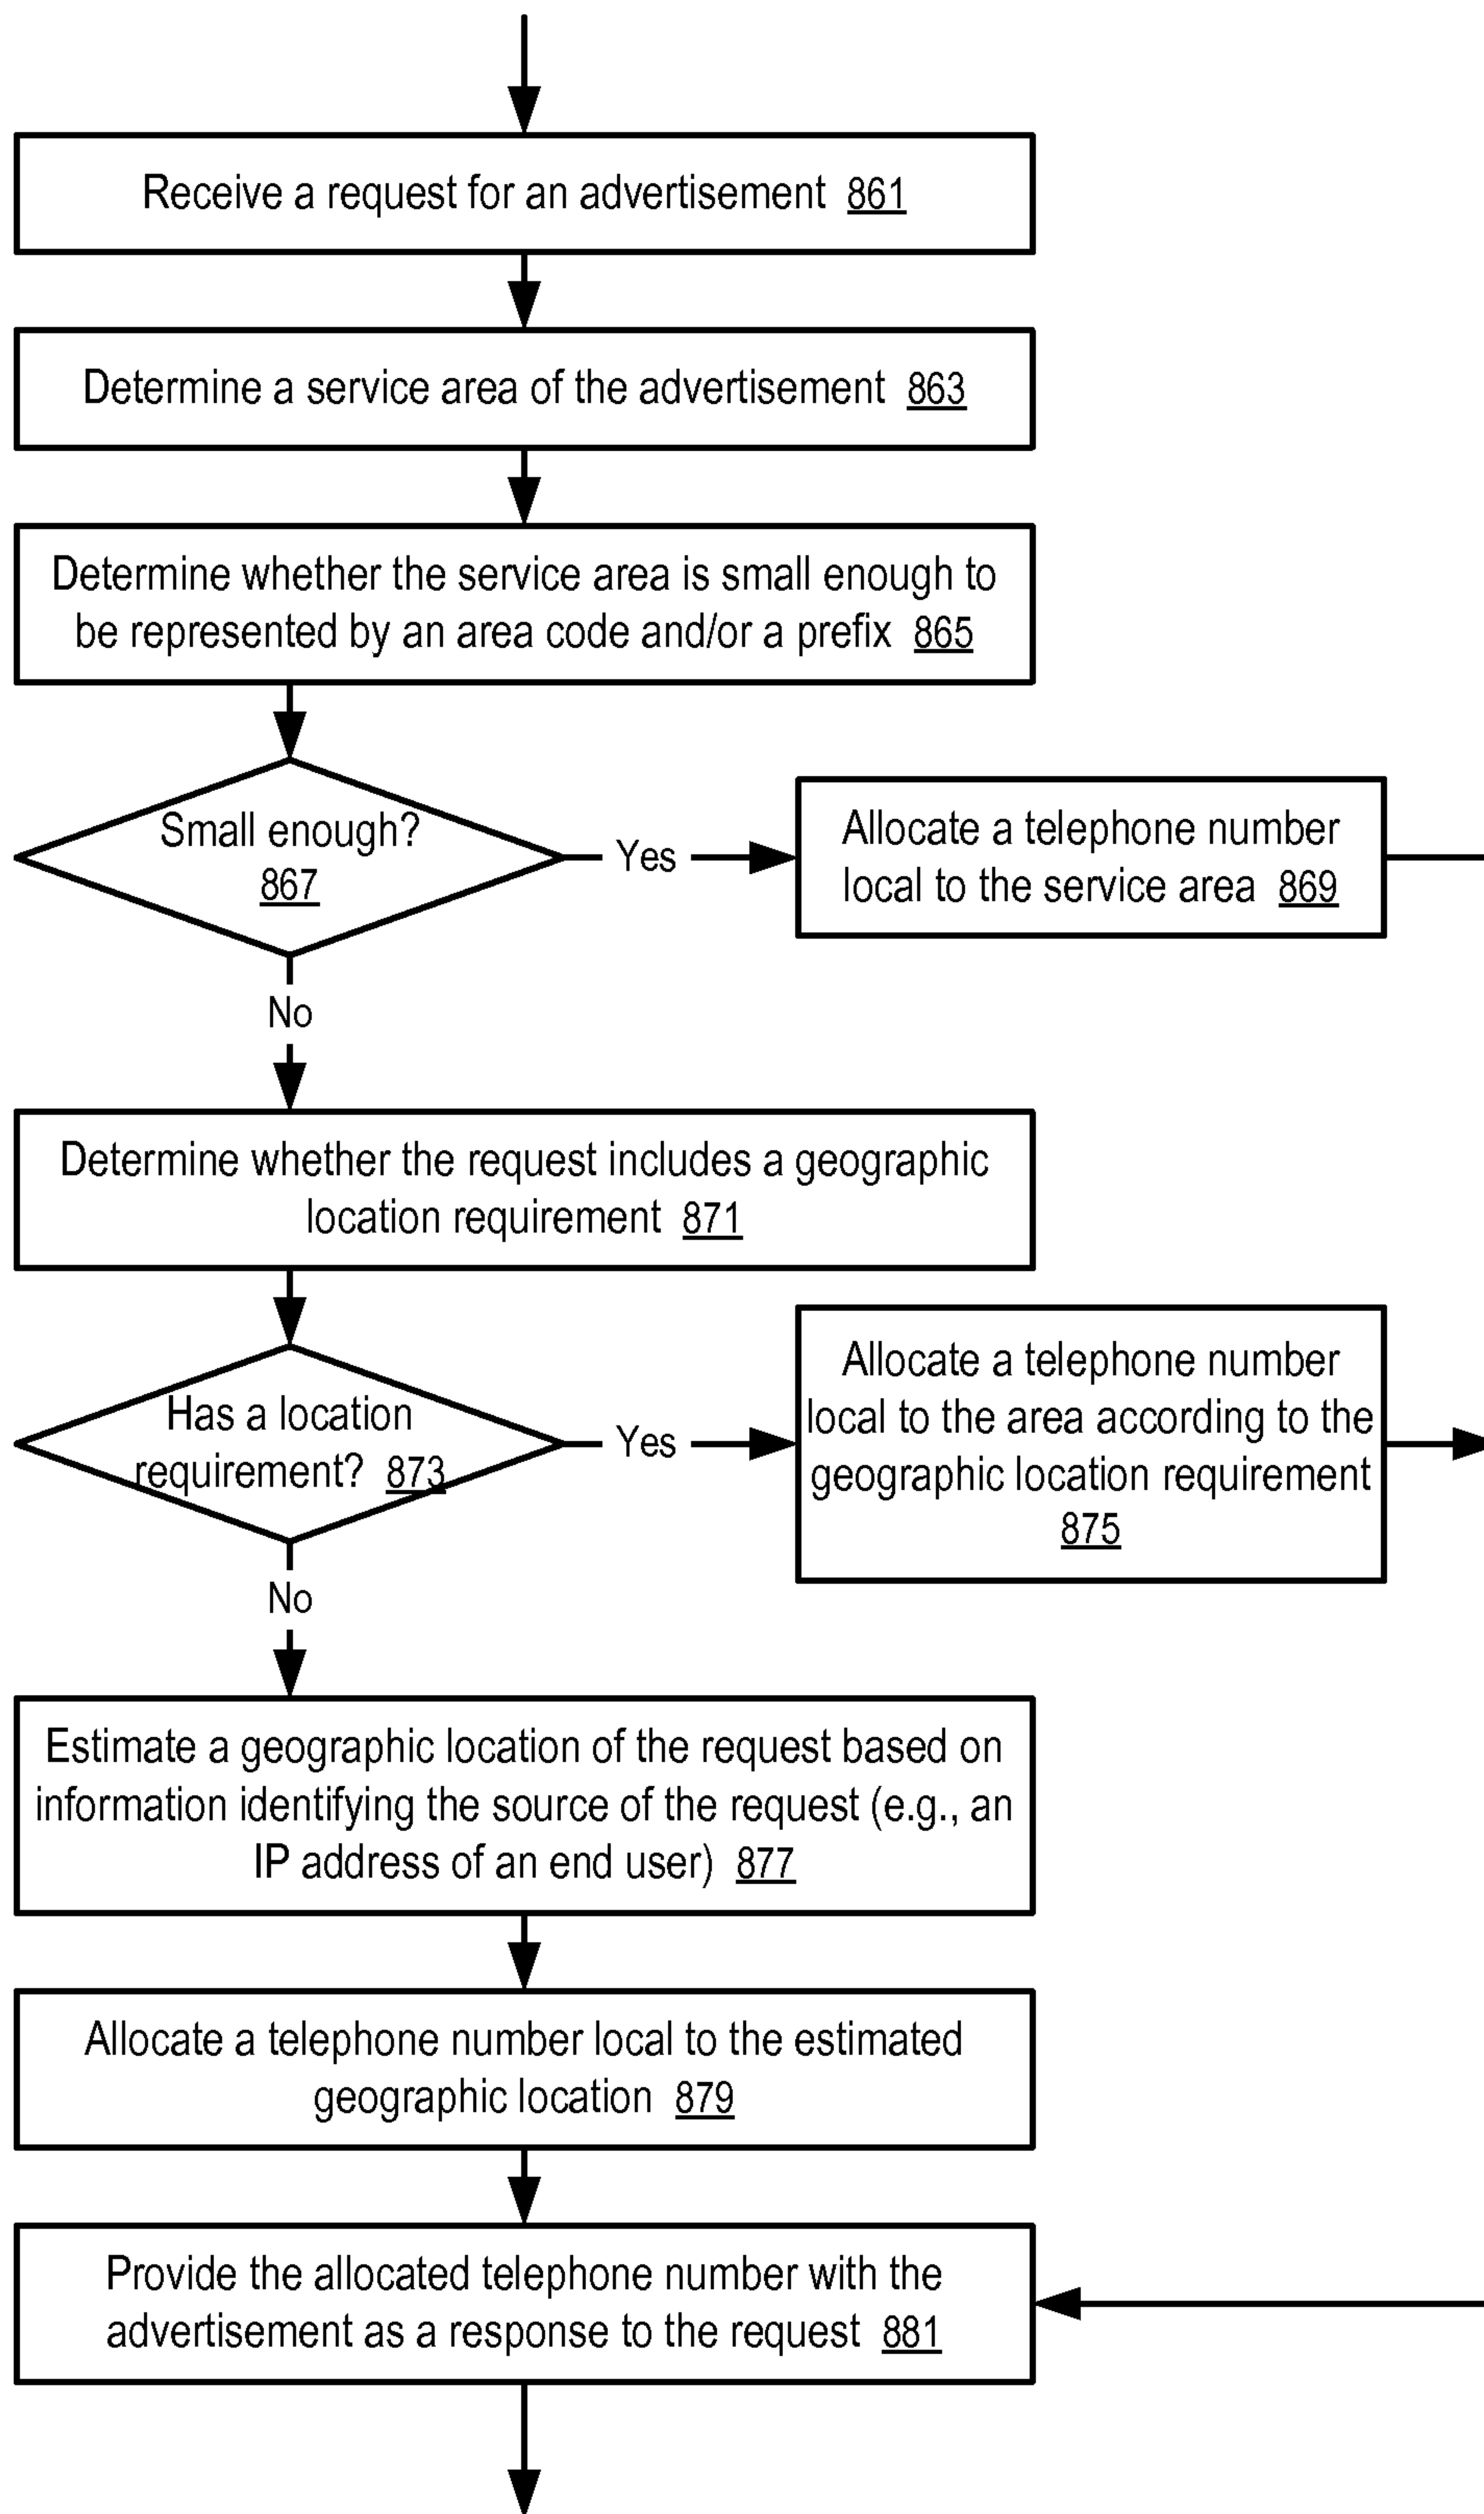 Receive a request for an advertisement 861
Determine a service area of the advertisement 863
Determine whether the service area is small enough to
be represented by an area code and/or a prefix 865
Small enough?
867
Yes
Allocate a telephone number
local to the service area 869
No
Determine whether the request includes a geographic
location requirement 871
Has a location
requirement? 873
Yes
Allocate a telephone number
local to the area according to the
geographic location requirement
875
No
Estimate a geographic location of the request based on
information identifying the source of the request (e.g., an
IP address of an end user) 877
Allocate a telephone number local to the estimated
geographic location 879
Provide the allocated telephone number with the
advertisement as a response to the request 881